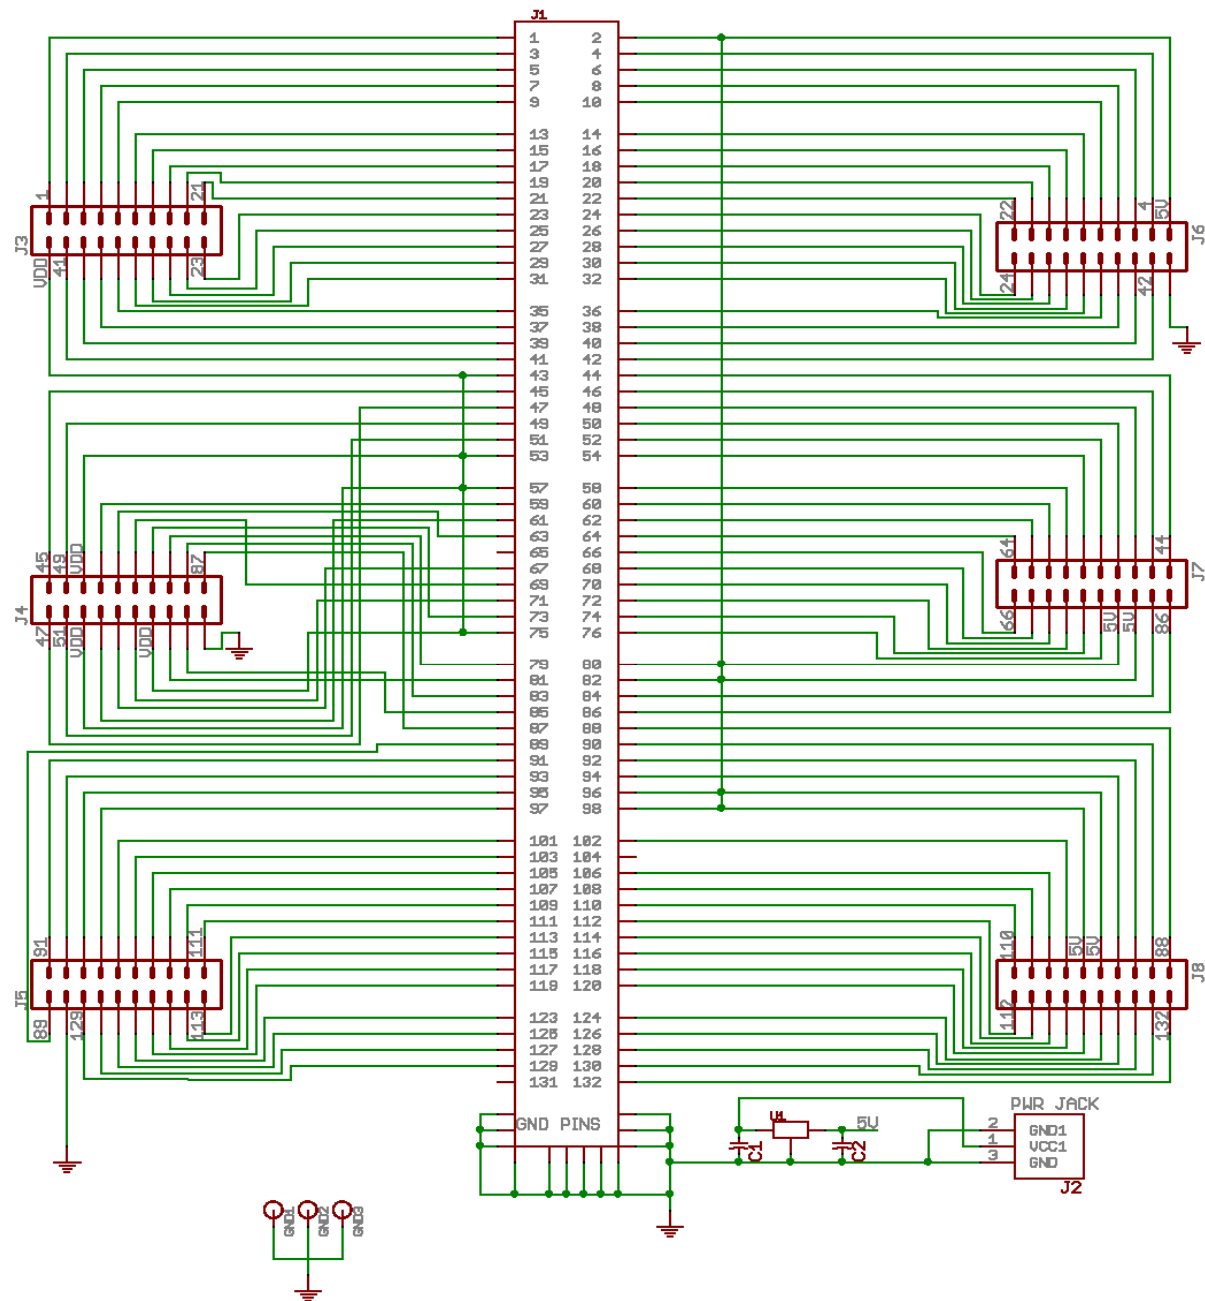 J1
1 2
3 4
5 6
7 8
9 10
13 14
15 16
17 18
19 20
21 22
23 24
25 26
27 28
29 30
31 32
35 36
37 38
39 40
41 42
43 44
45 46
47 48
49 50
51 52
53 54
57 58
59 60
61 62
63 64
65 66
67 68
69 70
71 72
73 74
75 76
79 80
81 82
83 84
85 86
87 88
89 90
91 92
93 94
95 96
97 98
101 102
103 104
105 106
107 108
109 110
111 112
113 114
115 116
117 118
119 120
123 124
125 126
127 128
129 130
131 132
GND PINS
1 21
J3
VDD 41 23
22 4 5V
J6
24 42
45 49 VDD 87
J4
47 51 VDD VDD
64 44
J7
66 5V 5V 86
91 111
J5
89 129 113
110 5V 5V 88
J8
112 132
U1
5V
C1
C2
PWR JACK
2 GND1
1 VCC1
3 GND
J2
GND1
GND2
GND3